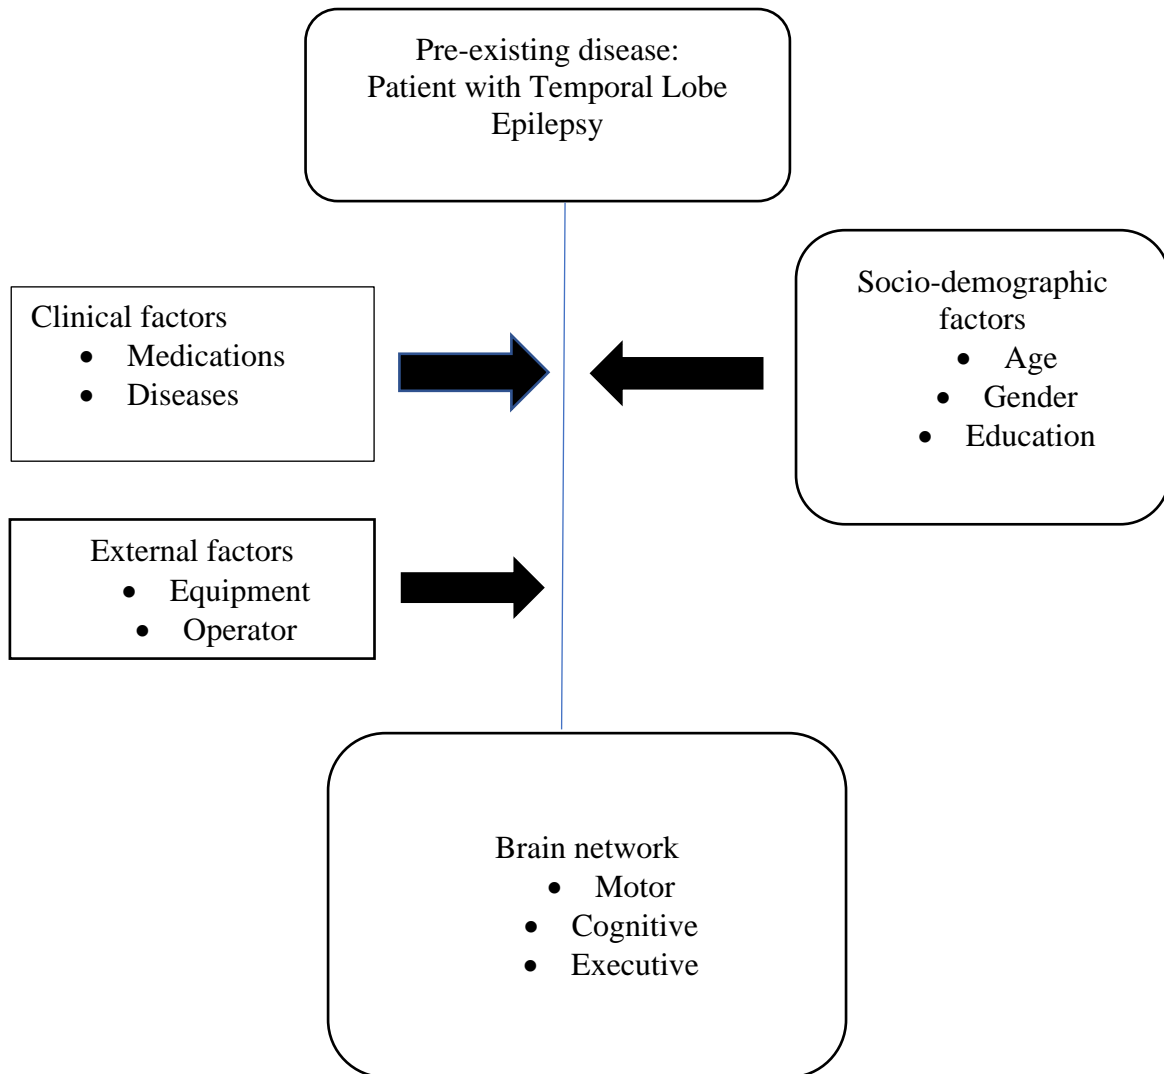 Pre-existing disease:
Patient with Temporal Lobe
Epilepsy
Clinical factors
• Medications
• Diseases
Socio-demographic
factors
• Age
• Gender
• Education
External factors
• Equipment
• Operator
Brain network
• Motor
• Cognitive
• Executive